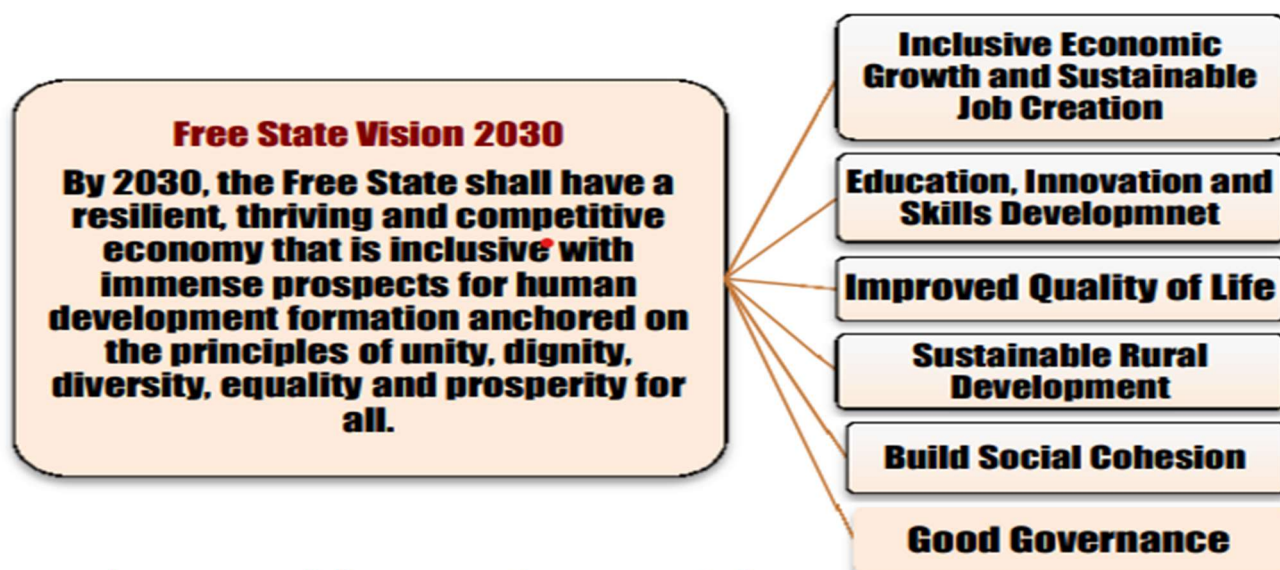 Free State Vision 2030
By 2030, the Free State shall have a
resilient, thriving and competitive
economy that is inclusive with
immense prospects for human
development formation anchored on
the principles of unity, dignity,
diversity, equality and prosperity for
all.
Inclusive Economic
Growth and Sustainable
Job Creation
Education, Innovation and
Skills Developmnet
Improved Quality of Life
Sustainable Rural
Development
Build Social Cohesion
Good Governance